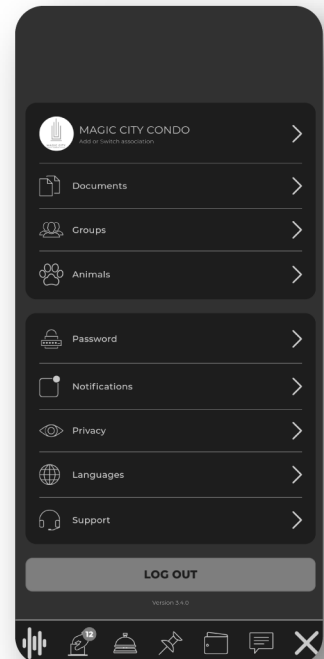 MAGIC CITY CONDO
Add or Switch association
Documents
Groups
Animals
Password
Notifications
Privacy
Languages
Support
LOG OUT
Version 3.4.0
12